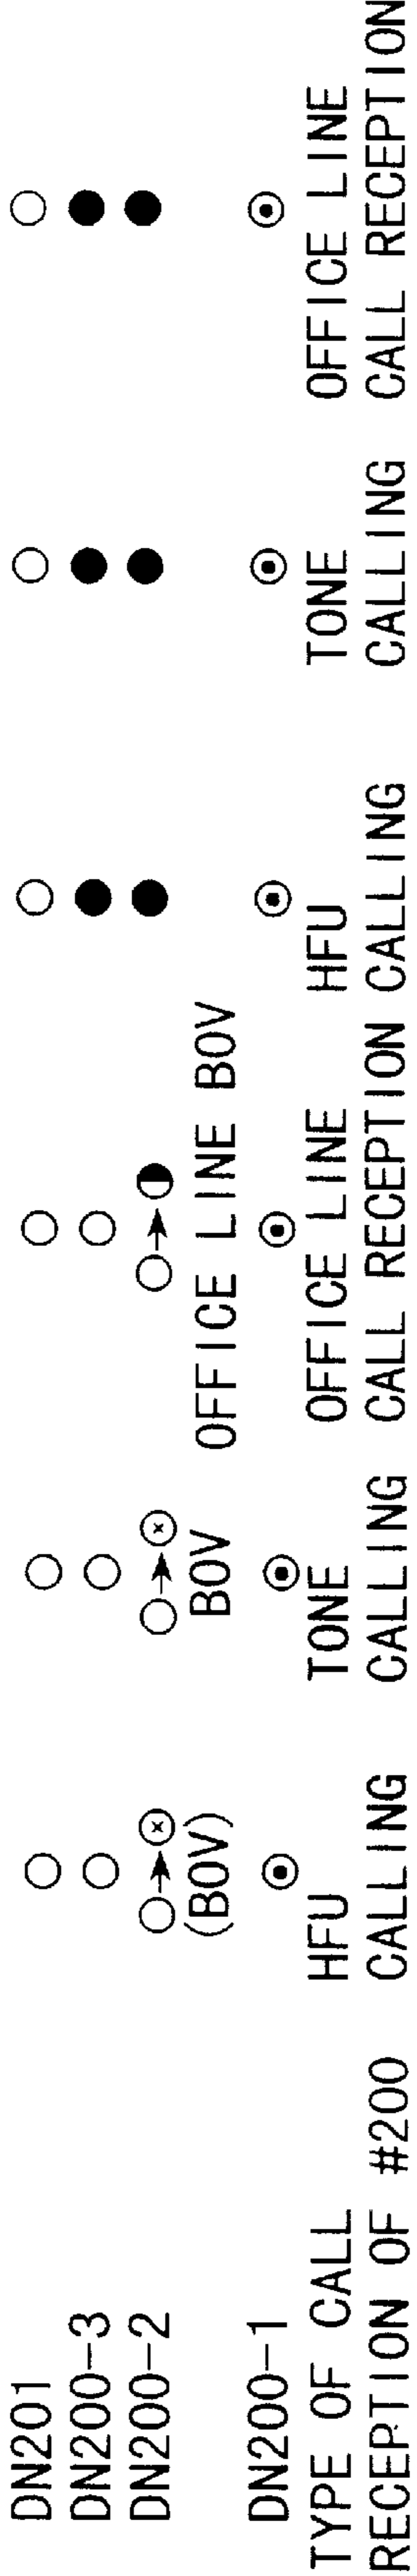 DN201
DN200-3
DN200-2
(BOV) BOV OFFICE LINE BOV
DN200-1
TYPE OF CALL HFU TONE OFFICE LINE HFU TONE OFFICE LINE
RECEPTION OF #200 CALLING CALLING CALL RECEPTION CALLING CALLING CALL RECEPTION